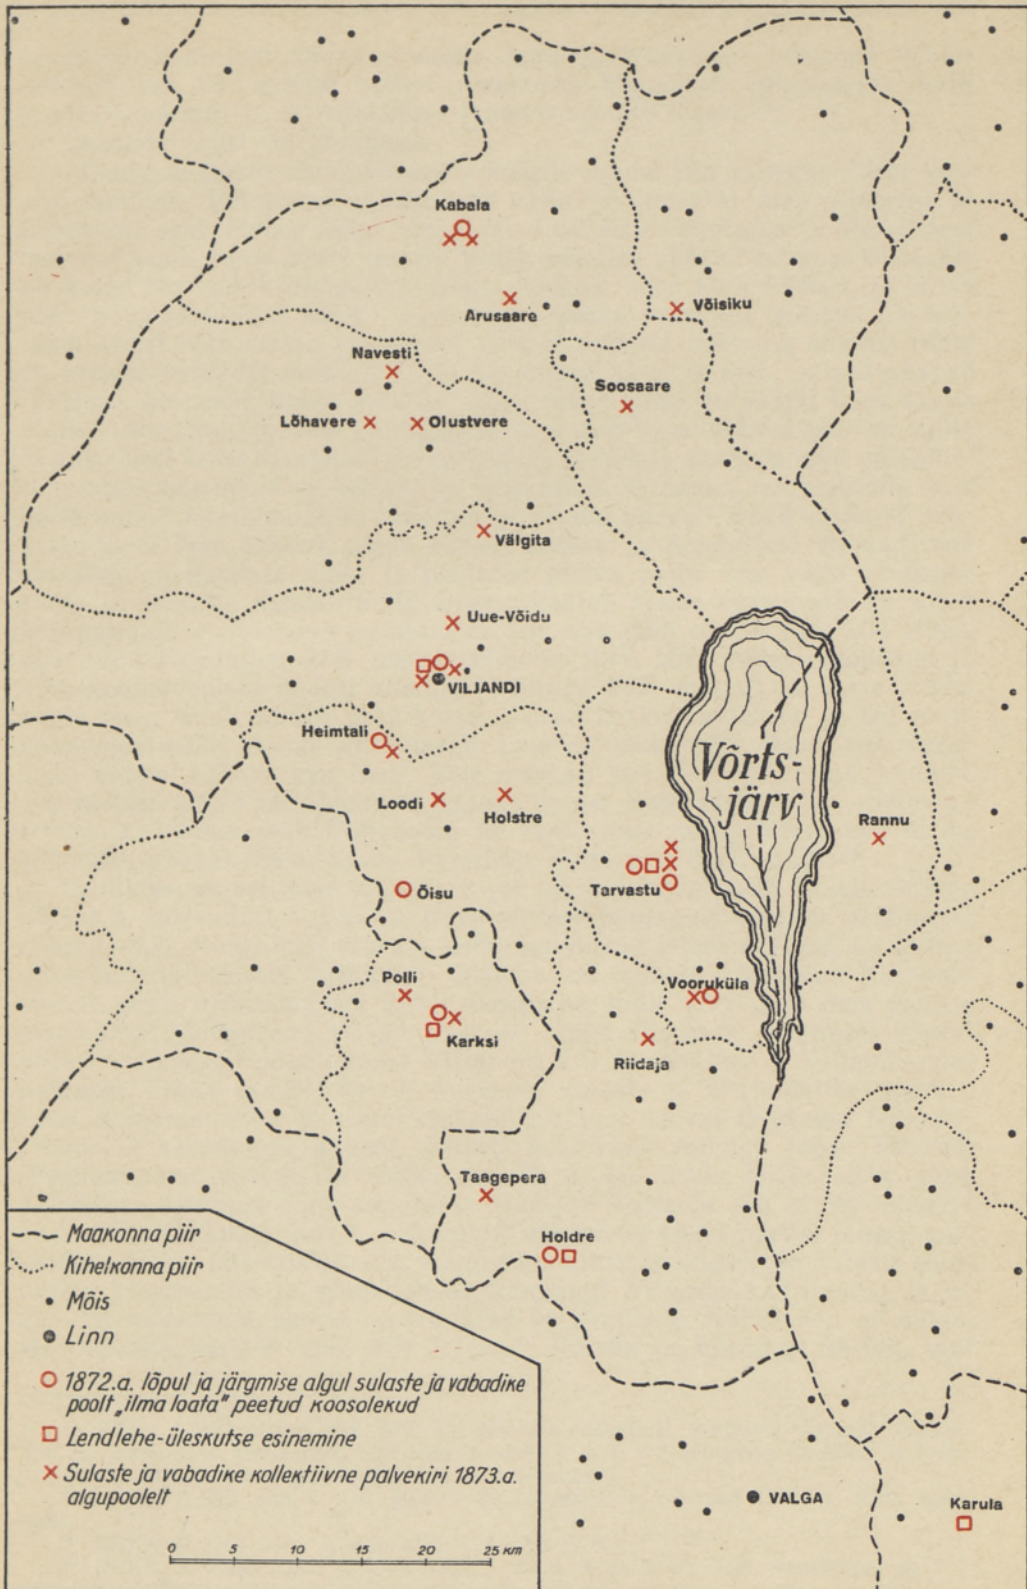 Kabala
Arusaare
Võisiku
Navesti
Soosaare
Lõhavere
Olustvere
Välgita
Uue-Võidu
VILJANDI
Heimtali
Võrts-
järv
Loodi
Holstre
Rannu
Tarvastu
Õisu
Polli
Vooruküla
Karksi
Riidaja
Taagepera
Holdre
Maakonna piir
Kihelkonna piir
Mõis
Linn
1872.a. lõpul ja järgmise algul sulaste ja vabadike
poolt „ilma loata" peetud koosolekud
Lendlehe-üleskutse esinemine
Sulaste ja vabadike kollektiivne palvekiri 1873.a.
algupoolelt
VALGA
Karula
0 5 10 15 20 25 KM